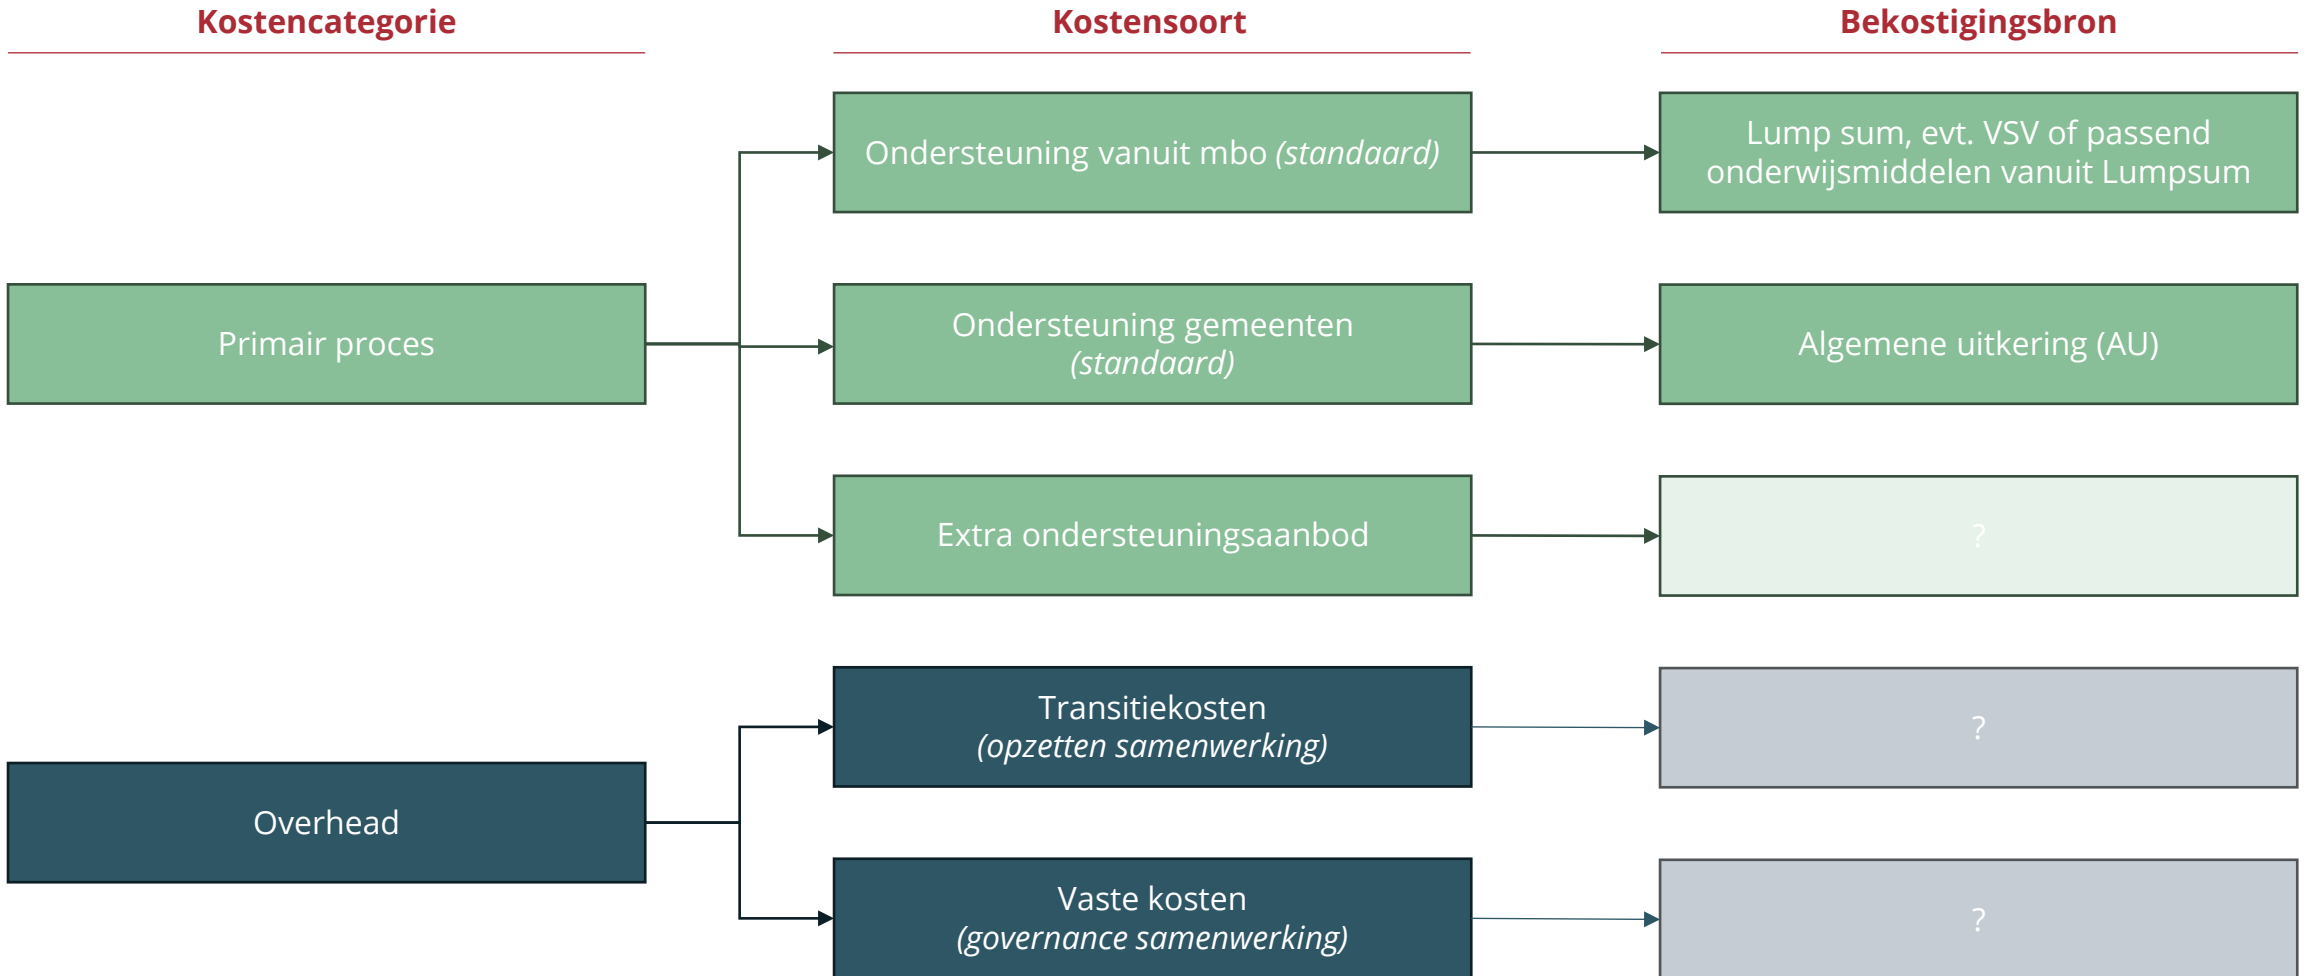 Kostencategorie
Kostensoort
Bekostigingsbron
Ondersteuning vanuit mbo (standaard)
Lump sum, evt. VSV of passend
onderwijsmiddelen vanuit Lumpsum
Primair proces
Ondersteuning gemeenten
(standaard)
Algemene uitkering (AU)
Extra ondersteuningsaanbod
?
Transitiekosten
(opzetten samenwerking)
?
Overhead
Vaste kosten
(governance samenwerking)
?